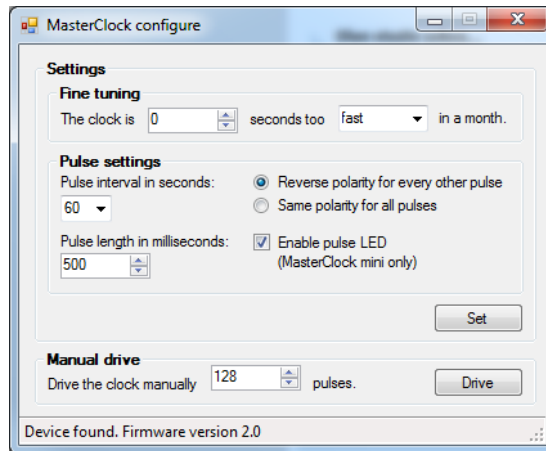 MasterClock configure
Settings
Fine tuning
The clock is 0 seconds too fast in a month.
Pulse settings
Pulse interval in seconds:
60
Reverse polarity for every other pulse
Same polarity for all pulses
Pulse length in milliseconds:
500
Enable pulse LED
(MasterClock mini only)
Set
Manual drive
Drive the clock manually 128 pulses. Drive
Device found. Firmware version 2.0